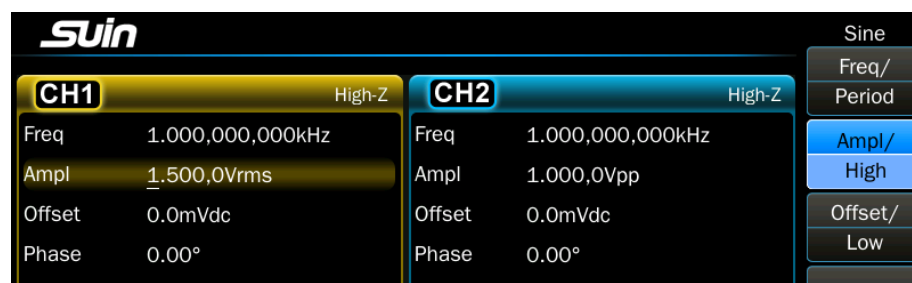 Suin
Sine
Freq/
Period
CH1 High-Z
CH2 High-Z
Freq 1.000,000,000kHz
Freq 1.000,000,000kHz
Ampl/
High
Ampl 1.500,0Vrms
Ampl 1.000,0Vpp
Offset 0.0mVdc
Offset 0.0mVdc
Offset/
Low
Phase 0.00°
Phase 0.00°